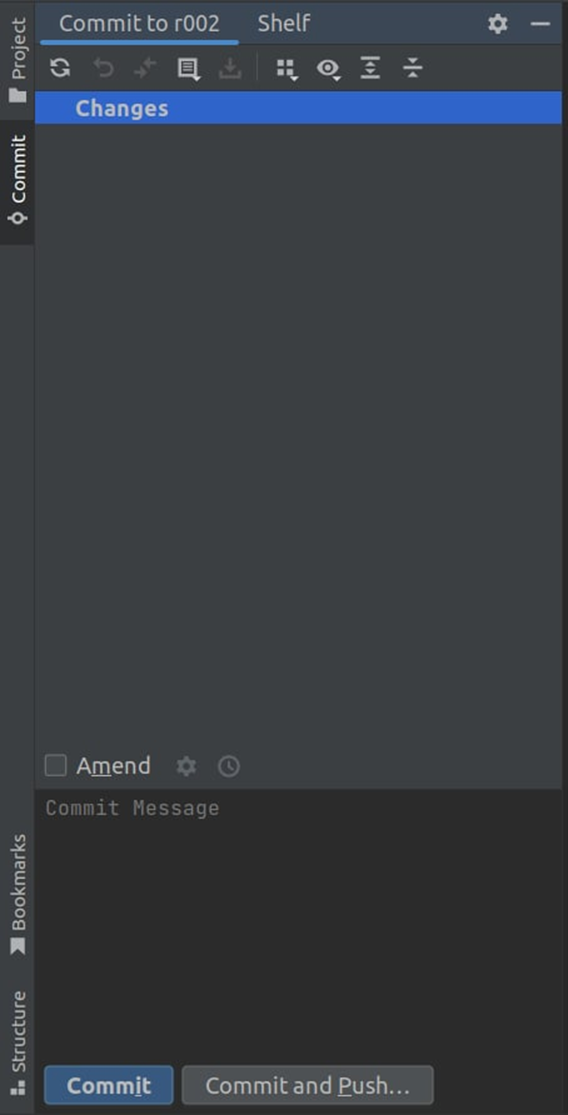 Project
Commit
Bookmarks
Structure
Commit to r002 Shelf
Changes
Amend
Commit Message
Commit Commit and Push...